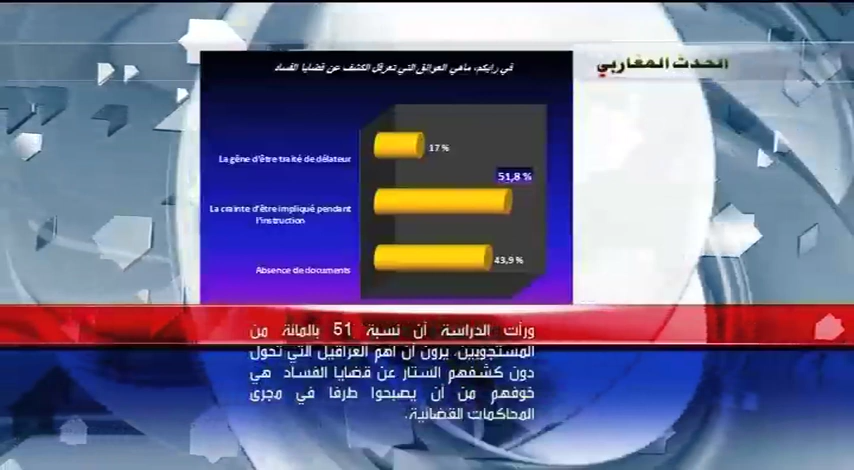 الحدث المغاربي
في رايكم، ماهي العوائق التي تعرقل الكشف عن قضايا الفساد
La gêne d'être traité de délateur
17 %
51,8 %
La crainte d'être impliqué pendant
l'instruction
Absence de documents
43,9 %
ورأت الدراسة أن نسبة 51 بالمائة من
المستجوبين، يرون ان اهم العراقيل التي تحول
دون كشفهم الستار عن قضايا الفساد هي
خوفهم من أن يصبحوا طرفا في مجرى
المحاكمات القضائية.